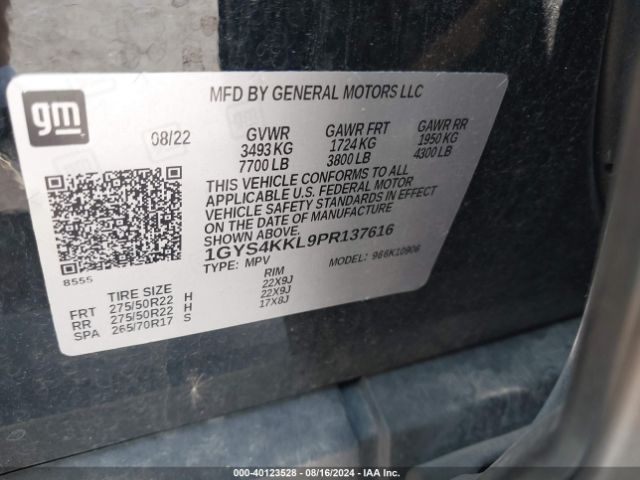 gm
MFD BY GENERAL MOTORS LLC
08/22 GVWR GAWR FRT GAWR RR
3493 KG 1724 KG 1950 KG
7700 LB 3800 LB 4300 LB
THIS VEHICLE CONFORMS TO ALL
APPLICABLE U.S. FEDERAL MOTOR
VEHICLE SAFETY STANDARDS IN EFFECT
ON THE DATE OF MANUFACTURE
SHOWN ABOVE.
1GYS4KKL9PR137616
TYPE: MPV MODEL: 966K10906
8555
TIRE SIZE RIM
FRT 275/50R22 H 22X9J
RR 275/50R22 H 22X9J
SPA 265/70R17 S 17X8J
000-40123528 - 08/16/2024 - IAA Inc.